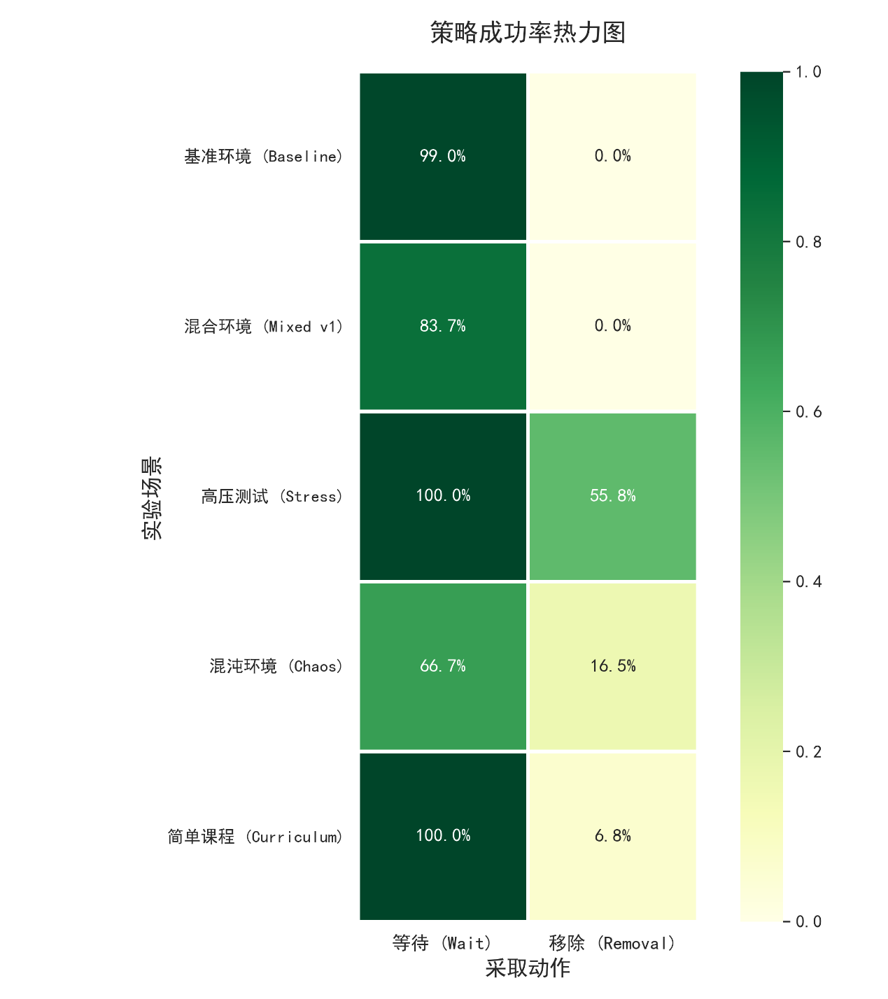 策略成功率热力图
1.0
基准环境 (Baseline) 99.0% 0.0%
0.8
混合环境 (Mixed v1) 83.7% 0.0%
0.6
实验场景
高压测试 (Stress) 100.0% 55.8%
0.4
混沌环境 (Chaos) 66.7% 16.5%
0.2
简单课程 (Curriculum) 100.0% 6.8%
0.0
等待 (Wait) 移除 (Removal)
采取动作